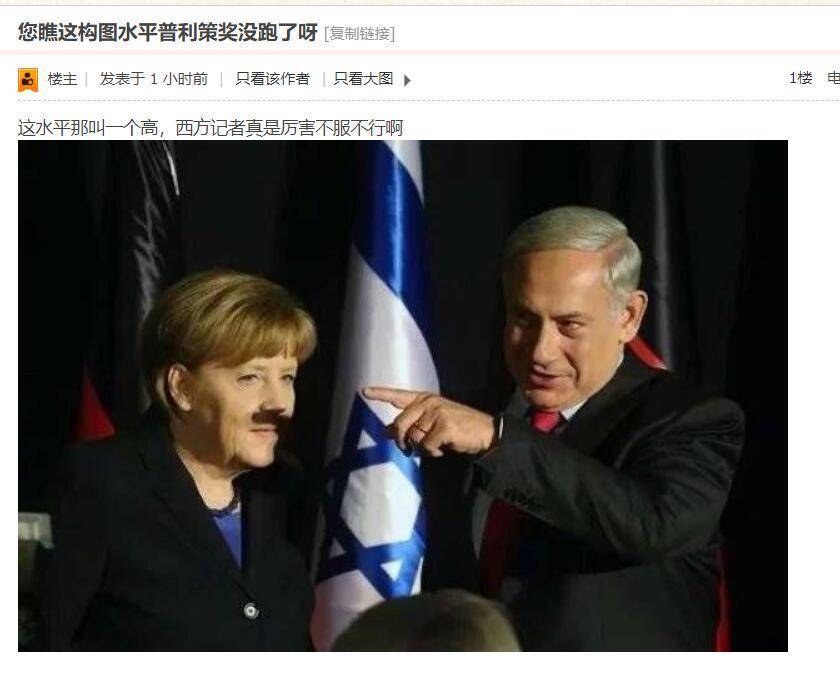 您瞧这构图水平普利策奖没跑了呀 [复制链接]
楼主 | 发表于 1 小时前 | 只看该作者 | 只看大图 1楼 电
这水平那叫一个高，西方记者真是厉害不服不行啊